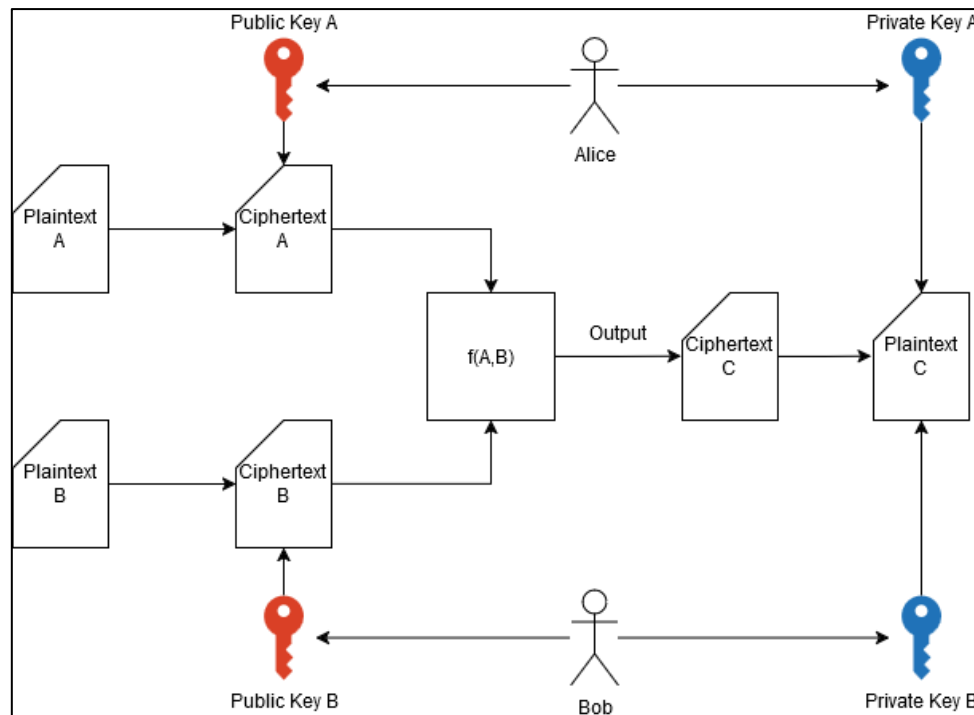 Public Key A
Private Key A
Alice
Plaintext
A
Ciphertext
A
f(A,B)
Output
Ciphertext
C
Plaintext
C
Plaintext
B
Ciphertext
B
Public Key B
Bob
Private Key B